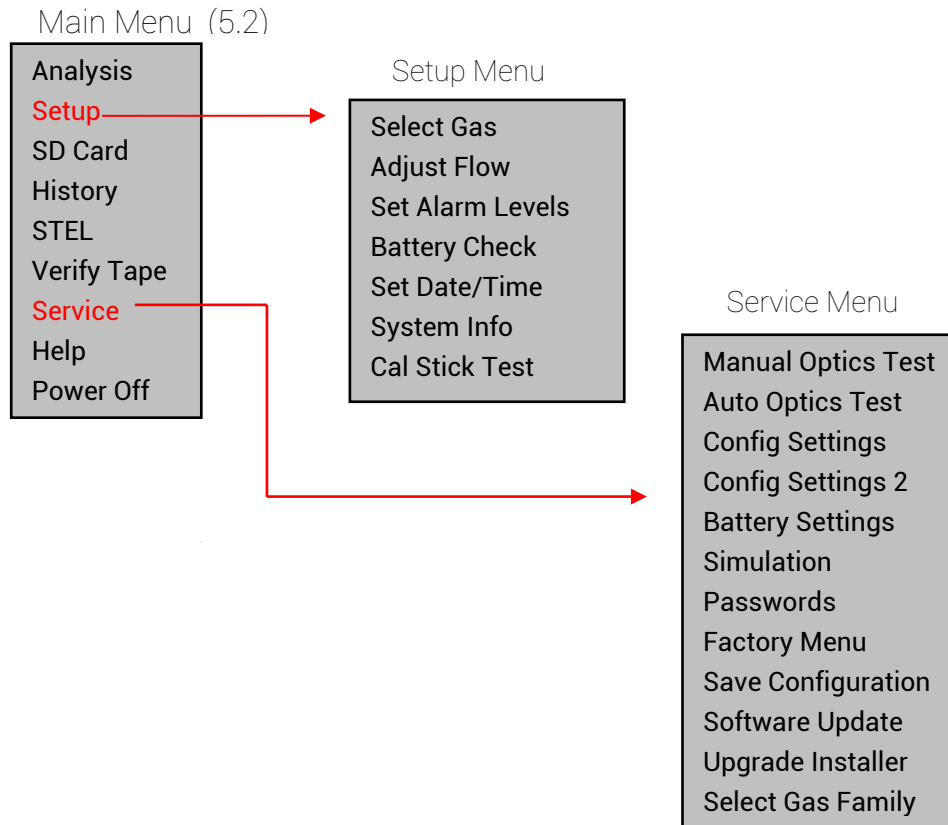 Main Menu (5.2)
Analysis
Setup
SD Card
History
STEL
Verify Tape
Service
Help
Power Off
Setup Menu
Select Gas
Adjust Flow
Set Alarm Levels
Battery Check
Set Date/Time
System Info
Cal Stick Test
Service Menu
Manual Optics Test
Auto Optics Test
Config Settings
Config Settings 2
Battery Settings
Simulation
Passwords
Factory Menu
Save Configuration
Software Update
Upgrade Installer
Select Gas Family